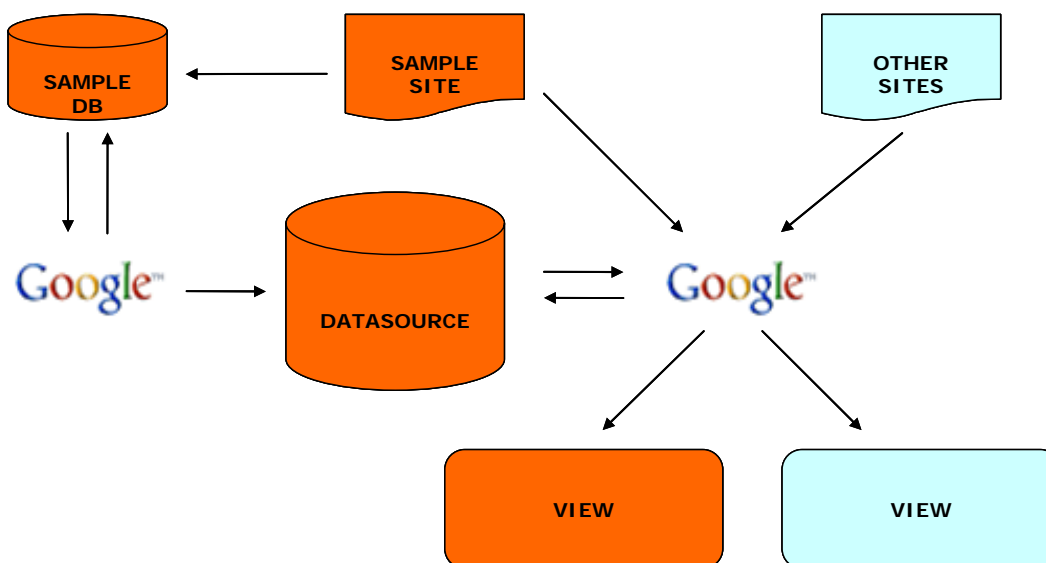 SAMPLE
DB
SAMPLE
SITE
OTHER
SITES
Google™
DATASOURCE
Google™
VIEW
VIEW